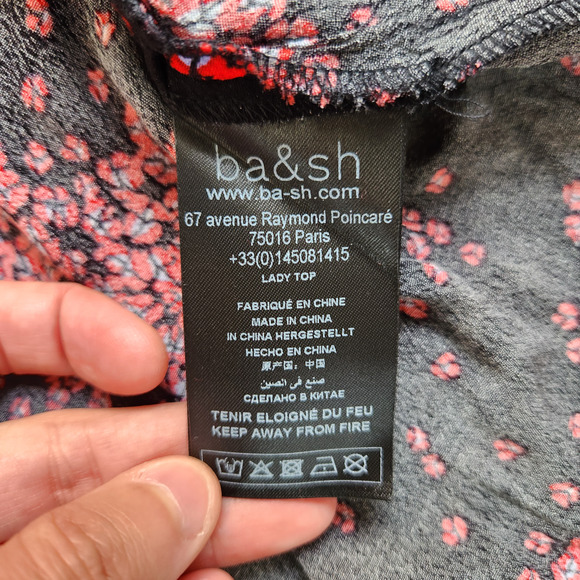 ba&sh
www.ba-sh.com
67 avenue Raymond Poincaré
75016 Paris
+33(0)145081415
LADY TOP
FABRIQUÉ EN CHINE
MADE IN CHINA
IN CHINA HERGESTELLT
HECHO EN CHINA
原产国：中国
صنع في الصين
СДЕЛАНО В КИТАЕ
TENIR ELOIGNÉ DU FEU
KEEP AWAY FROM FIRE